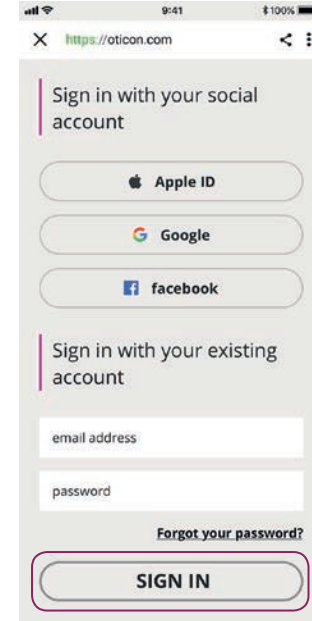 9:41
100%
https://oticon.com
Sign in with your social
account
Apple ID
Google
facebook
Sign in with your existing
account
email address
password
Forgot your password?
SIGN IN